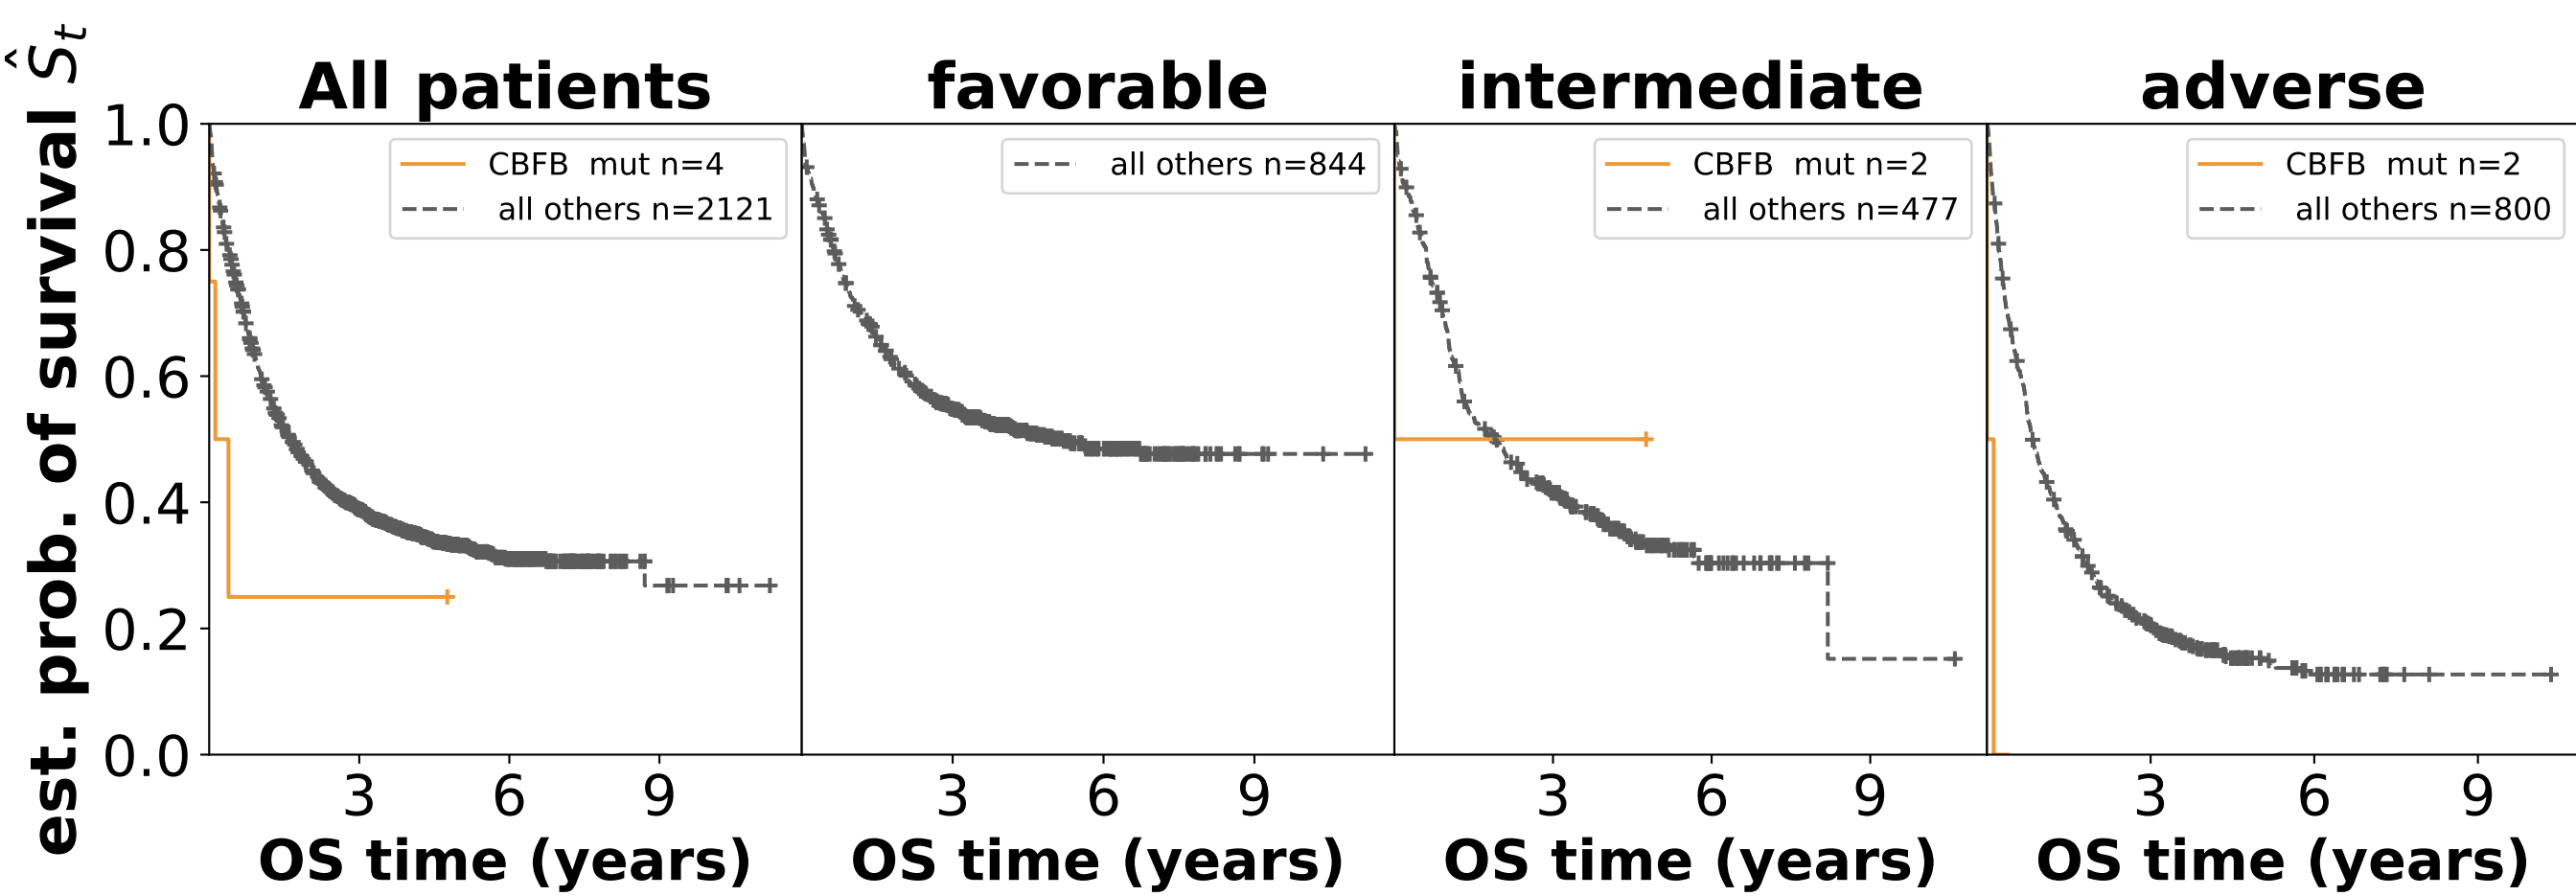 est. prob. of survival Ŝt
All patients
favorable
intermediate
adverse
1.0
0.8
0.6
0.4
0.2
0.0
CBFB  mut n=4
all others n=2121
all others n=844
CBFB  mut n=2
all others n=477
CBFB  mut n=2
all others n=800
3 6 9
3 6 9
3 6 9
3 6 9
OS time (years)
OS time (years)
OS time (years)
OS time (years)